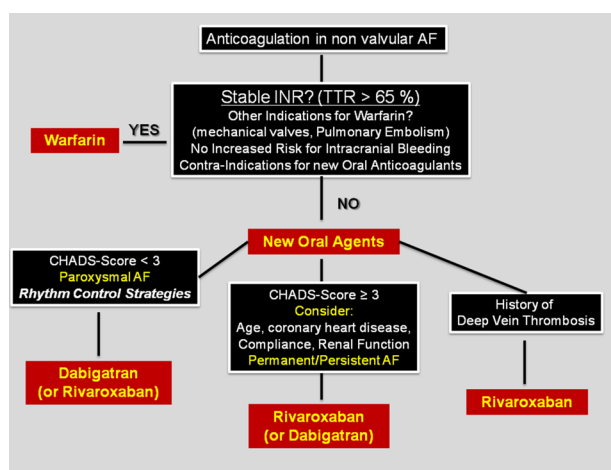 Anticoagulation in non valvular AF
Stable INR? (TTR > 65 %)
Other Indications for Warfarin?
(mechanical valves, Pulmonary Embolism)
No Increased Risk for Intracranial Bleeding
Contra-Indications for new Oral Anticoagulants
YES
Warfarin
NO
New Oral Agents
CHADS-Score < 3
Paroxysmal AF
Rhythm Control Strategies
CHADS-Score ≥ 3
Consider:
Age, coronary heart disease,
Compliance, Renal Function
Permanent/Persistent AF
History of
Deep Vein Thrombosis
Dabigatran
(or Rivaroxaban)
Rivaroxaban
(or Dabigatran)
Rivaroxaban